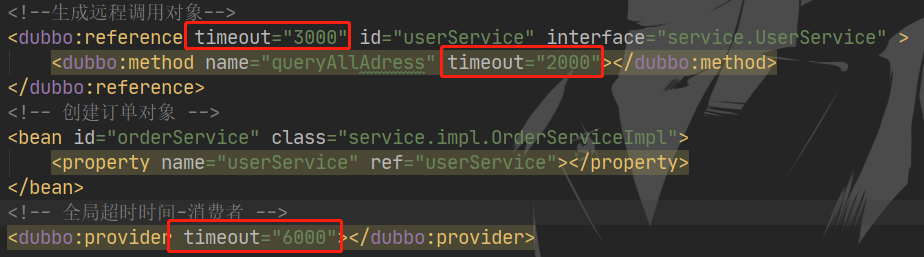 <!--生成远程调用对象-->
<dubbo:reference timeout="3000" id="userService" interface="service.UserService" >
<dubbo:method name="queryAllAdress" timeout="2000"></dubbo:method>
</dubbo:reference>
<!-- 创建订单对象 -->
<bean id="orderService" class="service.impl.OrderServiceImpl">
<property name="userService" ref="userService"></property>
</bean>
<!-- 全局超时时间-消费者 -->
<dubbo:provider timeout="6000"></dubbo:provider>